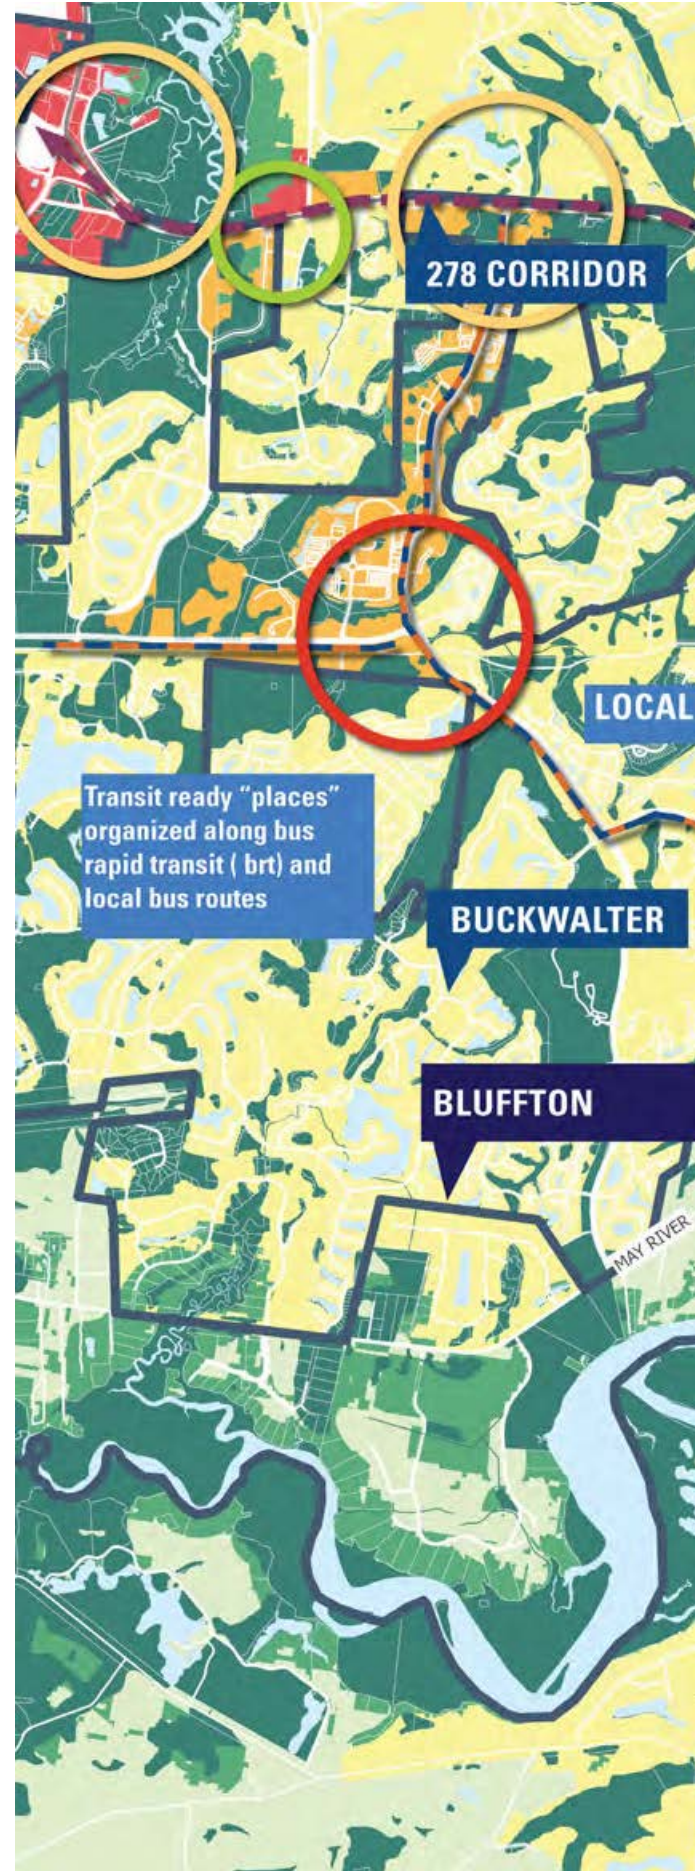 278 CORRIDOR
LOCAL
Transit ready “places”
organized along bus
rapid transit ( brt) and
local bus routes
BUCKWALTER
BLUFFTON
MAY RIVER